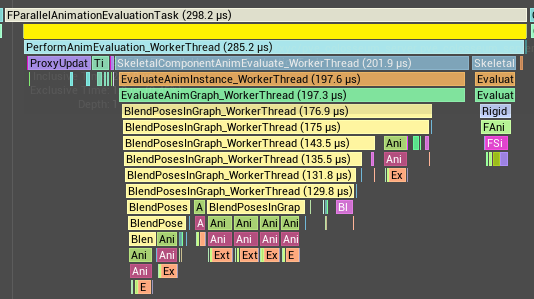 FParallelAnimationEvaluationTask (298.2 µs)
PerformAnimEvaluation_WorkerThread (285.2 µs)
ProxyUpdat Ti SkeletalComponentAnimEvaluate_WorkerThread (201.9 µs) Skeletal
EvaluateAnimInstance_WorkerThread (197.6 µs) Evaluat
EvaluateAnimGraph_WorkerThread (197.3 µs) Evaluat
BlendPosesInGraph_WorkerThread (176.9 µs) Rigid
BlendPosesInGraph_WorkerThread (175 µs) FAni
BlendPosesInGraph_WorkerThread (143.5 µs) Ani FSi
BlendPosesInGraph_WorkerThread (135.5 µs) Ani
BlendPosesInGraph_WorkerThread (131.8 µs) Ex
BlendPosesInGraph_WorkerThread (129.8 µs)
BlendPoses A BlendPosesInGrap Bl
BlendPose A Ani Ani Ani Ani
Blen Ani Ani Ani Ani Ani
Ani Ani Ext Ext Ex E
Ani Ex
E